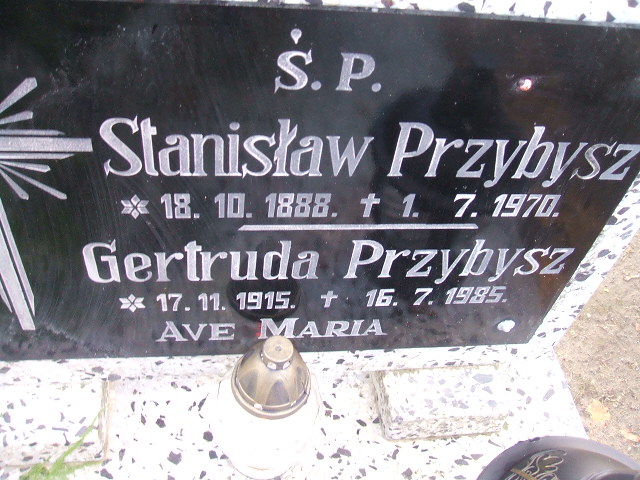 Ś. P.
Stanisław Przybysz
* 18. 10. 1888. † 1. 7. 1970.
Gertruda Przybysz
* 17. 11. 1915. † 16. 7. 1985.
AVE MARIA